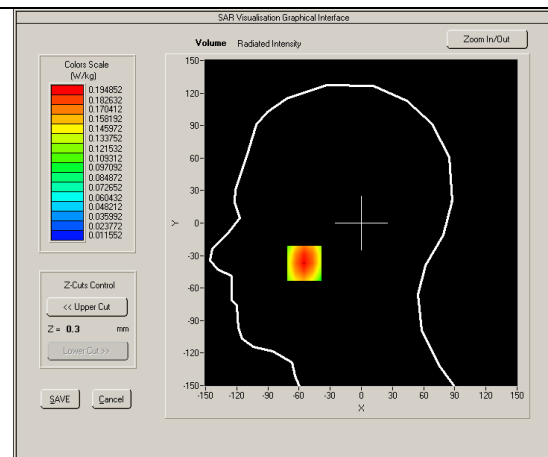 SAR Visualisation Graphical Interface
Volume Radiated Intensity
Zoom In/Out
Colors Scale
(W/kg)
0.194852
0.182632
0.170412
0.158192
0.145972
0.133752
0.121532
0.109312
0.097092
0.084872
0.072652
0.060432
0.048212
0.035992
0.023772
0.011552
Z-Cuts Control
<< Upper Cut
Z = 0.3 mm
Lower Cut >>
SAVE Cancel
150
120
90
60
30
0
-30
-60
-90
-120
-150
Y
-150 -120 -90 -60 -30 0 30 60 90 120 150
X